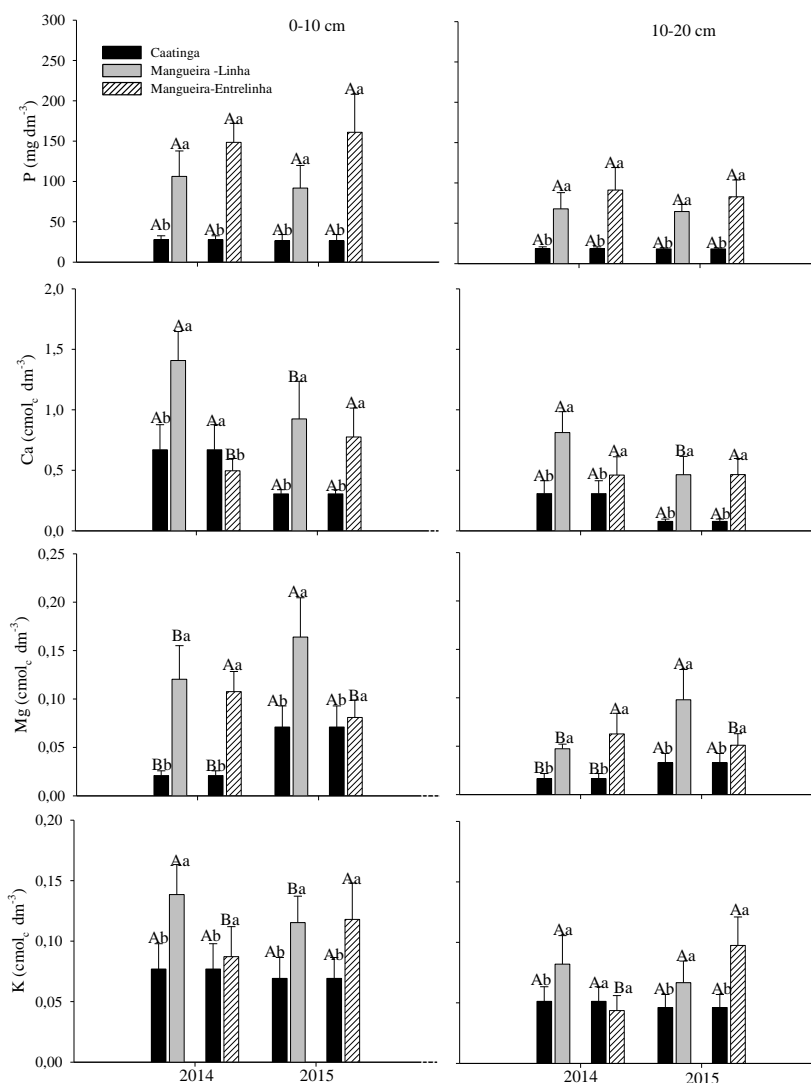 0-10 cm
10-20 cm
Caatinga
Mangueira -Linha
Mangueira-Entrelinha
P (mg dm-3)
300
250
200
150
100
50
0
Ab Aa Ab Aa Ab Aa Ab Aa
Ab Aa Ab Aa Ab Aa Ab Aa
Ca (cmolc dm-3)
2,0
1,5
1,0
0,5
0,0
Ab Aa Aa Bb Ab Ba Ab Aa
Ab Aa Ab Aa Ab Ba Ab Aa
Mg (cmolc dm-3)
0,25
0,20
0,15
0,10
0,05
0,00
Bb Ba Bb Aa Ab Aa Ab Ba
Bb Ba Bb Aa Ab Aa Ab Ba
K (cmolc dm-3)
0,20
0,15
0,10
0,05
0,00
Ab Aa Ab Ba Ab Ba Ab Aa
Ab Aa Aa Ba Ab Aa Ab Aa
2014 2015
2014 2015